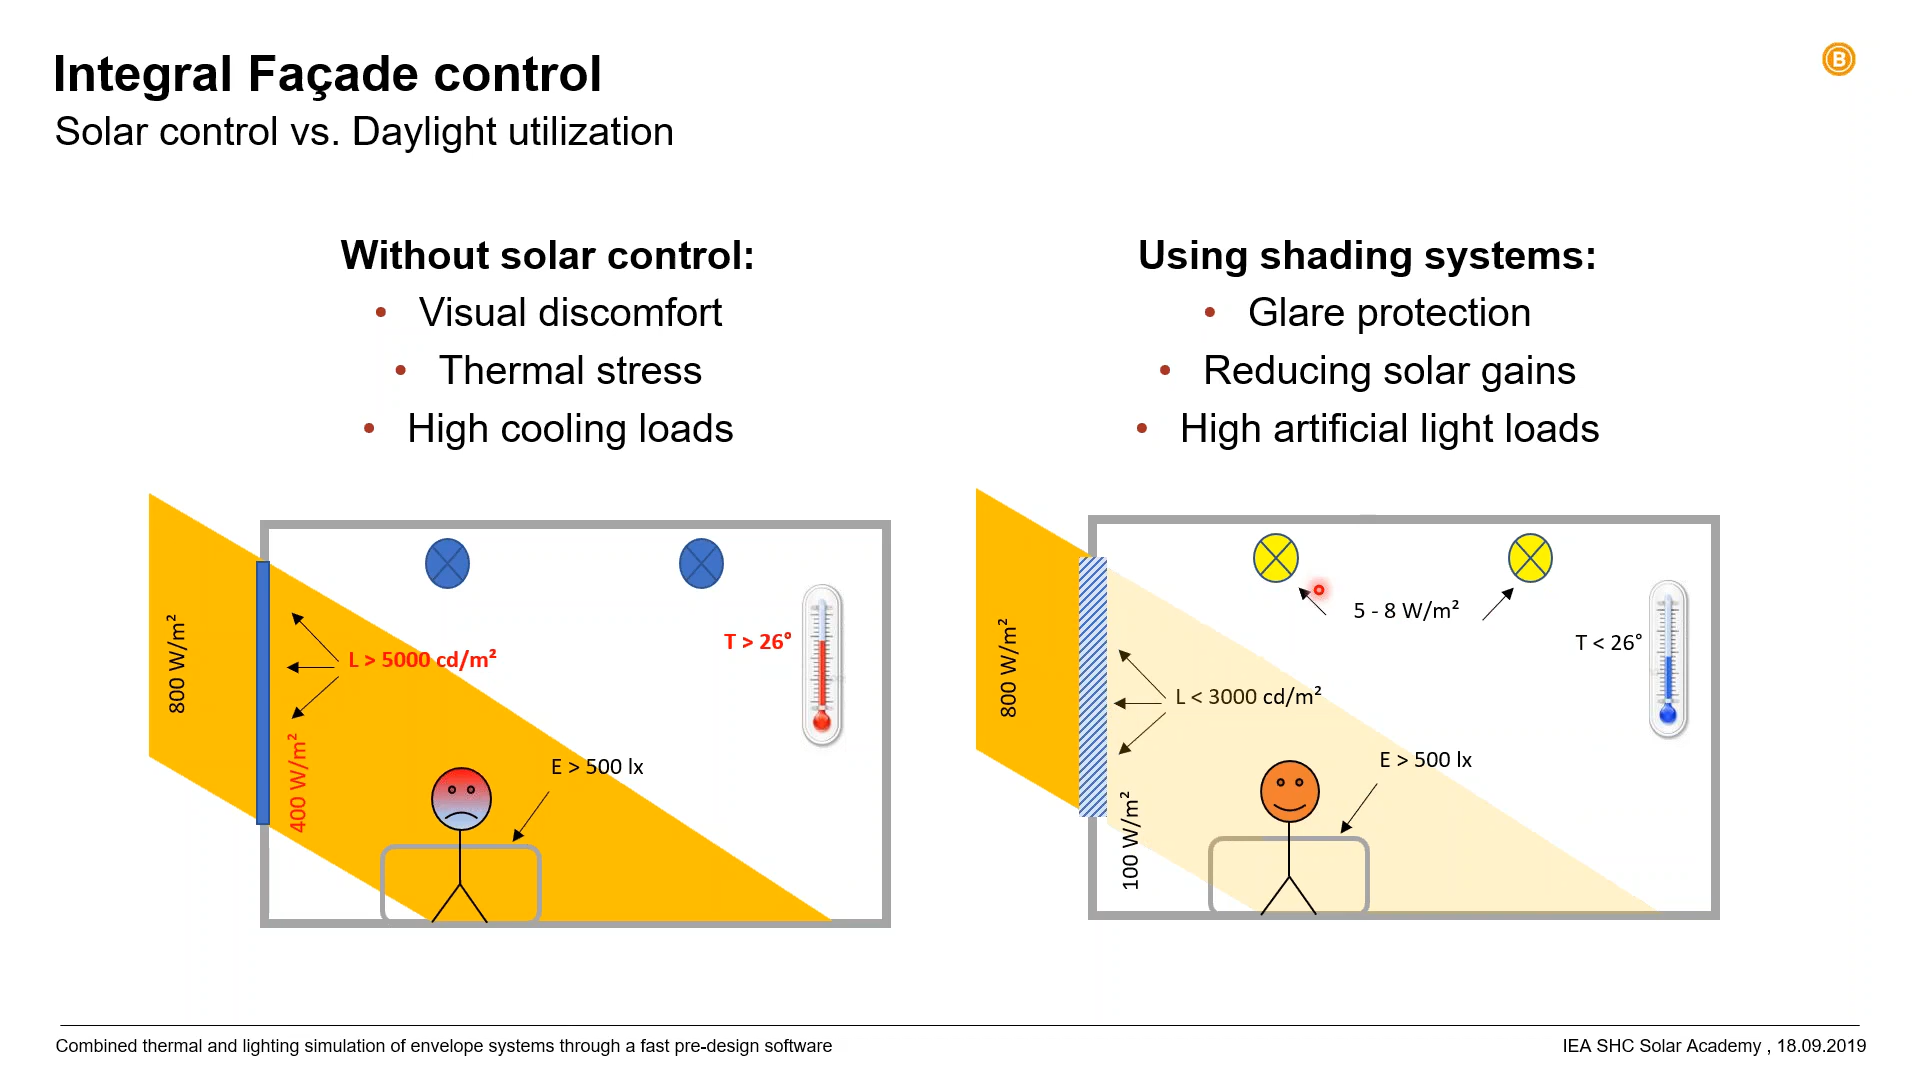 Integral Façade control
B
Solar control vs. Daylight utilization
Without solar control:
• Visual discomfort
• Thermal stress
• High cooling loads
Using shading systems:
• Glare protection
• Reducing solar gains
• High artificial light loads
800 W/m²
400 W/m²
L > 5000 cd/m²
T > 26°
E > 500 lx
800 W/m²
100 W/m²
L < 3000 cd/m²
5 - 8 W/m²
T < 26°
E > 500 lx
Combined thermal and lighting simulation of envelope systems through a fast pre-design software
IEA SHC Solar Academy , 18.09.2019